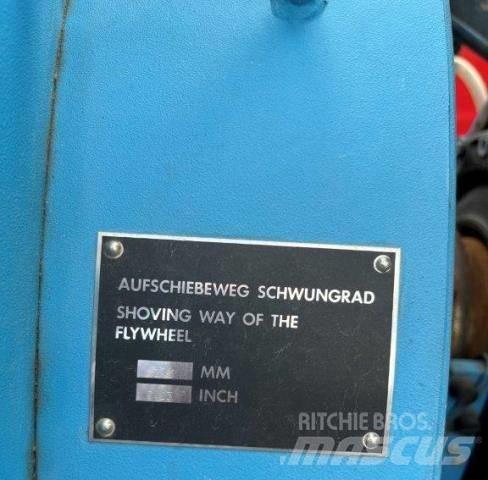 AUFSCHIEBEWEG SCHWUNGRAD
SHOVING WAY OF THE
FLYWHEEL
MM
INCH
RITCHIE BROS.
MASCUS